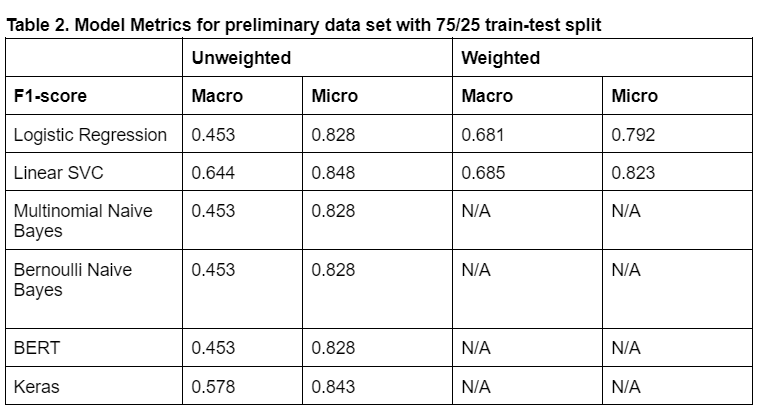 Table 2. Model Metrics for preliminary data set with 75/25 train-test split
Unweighted Weighted
F1-score Macro Micro Macro Micro
Logistic Regression 0.453 0.828 0.681 0.792
Linear SVC 0.644 0.848 0.685 0.823
Multinomial Naive
Bayes
0.453 0.828 N/A N/A
Bernoulli Naive
Bayes
0.453 0.828 N/A N/A
BERT 0.453 0.828 N/A N/A
Keras 0.578 0.843 N/A N/A